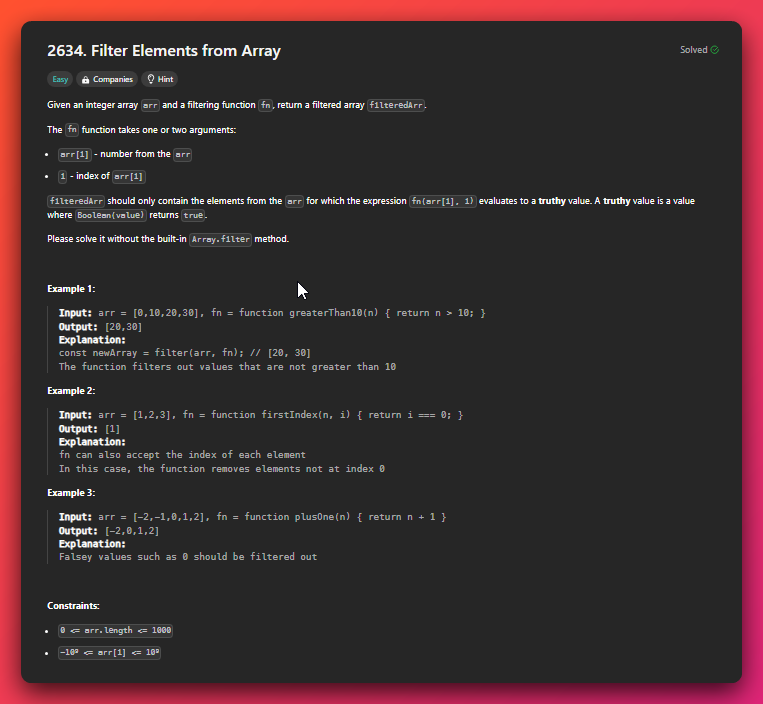 2634. Filter Elements from Array
Solved
Easy Companies Hint
Given an integer array arr and a filtering function fn, return a filtered array filteredArr.
The fn function takes one or two arguments:
• arr[i] - number from the arr
• i - index of arr[i]
filteredArr should only contain the elements from the arr for which the expression fn(arr[i], i) evaluates to a truthy value. A truthy value is a value
where Boolean(value) returns true.
Please solve it without the built-in Array.filter method.
Example 1:
Input: arr = [0,10,20,30], fn = function greaterThan10(n) { return n > 10; }
Output: [20,30]
Explanation:
const newArray = filter(arr, fn); // [20, 30]
The function filters out values that are not greater than 10
Example 2:
Input: arr = [1,2,3], fn = function firstIndex(n, i) { return i === 0; }
Output: [1]
Explanation:
fn can also accept the index of each element
In this case, the function removes elements not at index 0
Example 3:
Input: arr = [-2,-1,0,1,2], fn = function plusOne(n) { return n + 1 }
Output: [-2,0,1,2]
Explanation:
Falsey values such as 0 should be filtered out
Constraints:
• 0 <= arr.length <= 1000
• -10⁹ <= arr[i] <= 10⁹